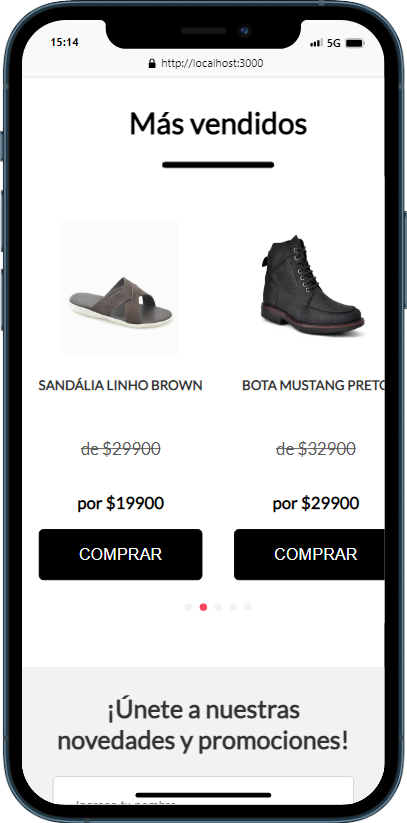 15:14
5G
http://localhost:3000
Más vendidos
SANDÁLIA LINHO BROWN
BOTA MUSTANG PRETO
de $29900
de $32900
por $19900
por $29900
COMPRAR
COMPRAR
¡Únete a nuestras
novedades y promociones!